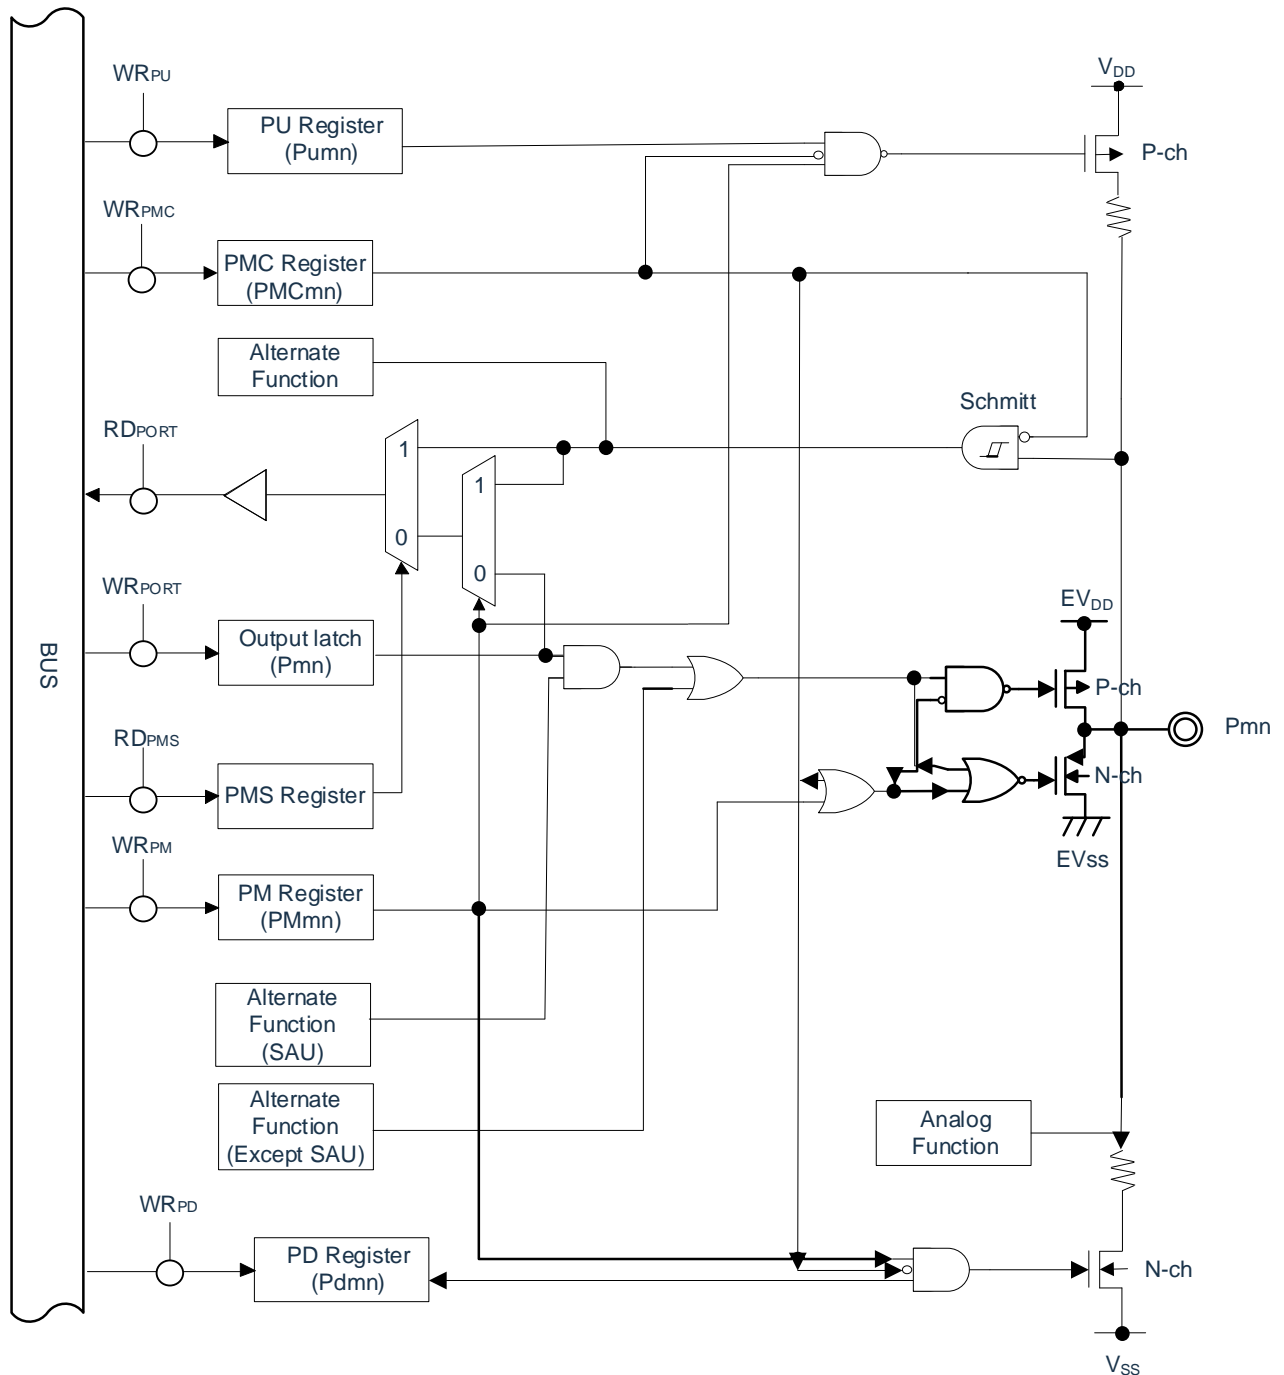 WRPU
PU Register
(Pumn)
VDD
P-ch
WRPMC
PMC Register
(PMCmn)
Alternate
Function
Schmitt
RDPORT
1
0
1
0
WRPORT
Output latch
(Pmn)
BUS
EVDD
P-ch
Pmn
N-ch
EVss
RDPMS
PMS Register
WRPM
PM Register
(PMmn)
Alternate
Function
(SAU)
Alternate
Function
(Except SAU)
Analog
Function
WRPD
PD Register
(Pdmn)
N-ch
VSS